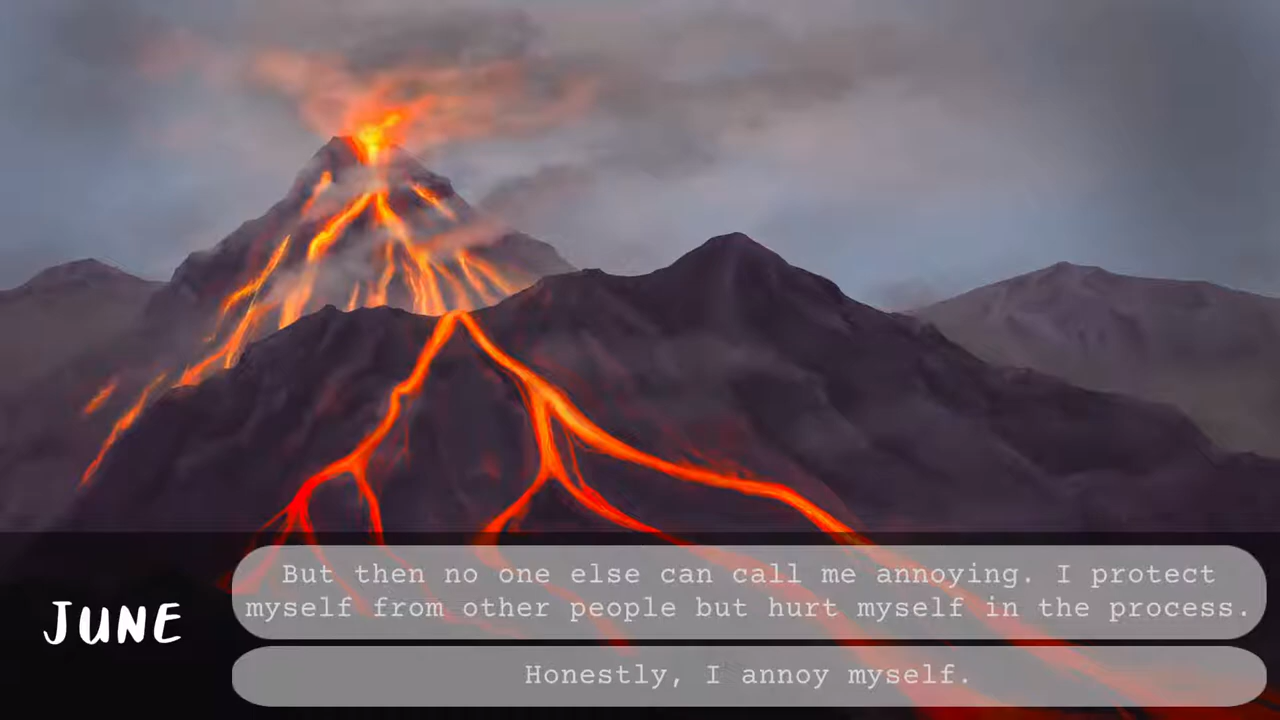 But then no one else can call me annoying. I protect
myself from other people but hurt myself in the process.
JUNE
Honestly, I annoy myself.